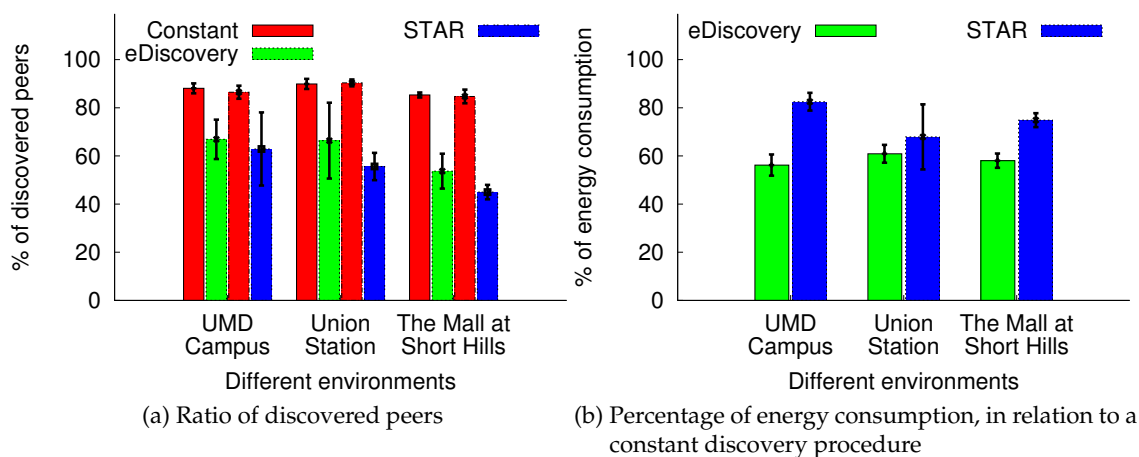 % of discovered peers
100
80
60
40
20
0
Constant
eDiscovery
STAR
UMD Campus
Union Station
The Mall at Short Hills
Different environments
(a) Ratio of discovered peers
% of energy consumption
100
80
60
40
20
0
eDiscovery
STAR
UMD Campus
Union Station
The Mall at Short Hills
Different environments
(b) Percentage of energy consumption, in relation to a
constant discovery procedure